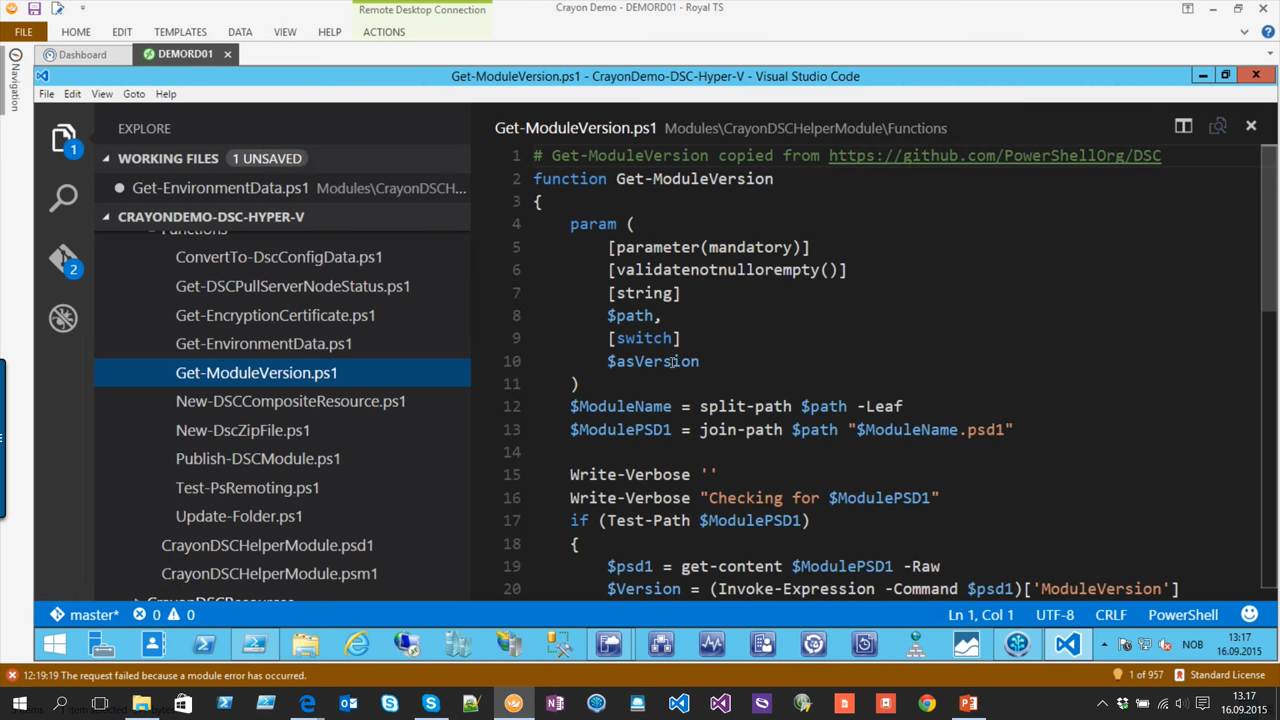 Remote Desktop Connection
Crayon Demo - DEMORD01 - Royal TS
FILE
HOME
EDIT
TEMPLATES
DATA
VIEW
HELP
ACTIONS
Dashboard
DEMORD01
Navigation
Get-ModuleVersion.ps1 - CrayonDemo-DSC-Hyper-V - Visual Studio Code
File Edit View Goto Help
EXPLORE
WORKING FILES 1 UNSAVED
Get-EnvironmentData.ps1 Modules\CrayonDSCH...
CRAYONDEMO-DSC-HYPER-V
Functions
ConvertTo-DscConfigData.ps1
Get-DSCPullServerNodeStatus.ps1
Get-EncryptionCertificate.ps1
Get-EnvironmentData.ps1
Get-ModuleVersion.ps1
New-DSCCompositeResource.ps1
New-DscZipFile.ps1
Publish-DSCModule.ps1
Test-PsRemoting.ps1
Update-Folder.ps1
CrayonDSCHelperModule.psd1
CrayonDSCHelperModule.psm1
CrayonDSCResources
1
2
Get-ModuleVersion.ps1 Modules\CrayonDSCHelperModule\Functions
1 # Get-ModuleVersion copied from https://github.com/PowerShellOrg/DSC
2 function Get-ModuleVersion
3 {
4 param (
5 [parameter(mandatory)]
6 [validatenotnullorempty()]
7 [string]
8 $path,
9 [switch]
10 $asVersion
11 )
12 $ModuleName = split-path $path -Leaf
13 $ModulePSD1 = join-path $path "$ModuleName.psd1"
14
15 Write-Verbose ''
16 Write-Verbose "Checking for $ModulePSD1"
17 if (Test-Path $ModulePSD1)
18 {
19 $psd1 = get-content $ModulePSD1 -Raw
20 $Version = (Invoke-Expression -Command $psd1)['ModuleVersion']
master* 0 0
Ln 1, Col 1 UTF-8 CRLF PowerShell
NOB
13:17
16.09.2015
12:19:19 The request failed because a module error has occurred.
1 of 957
Standard License
13.17
16.09.2015